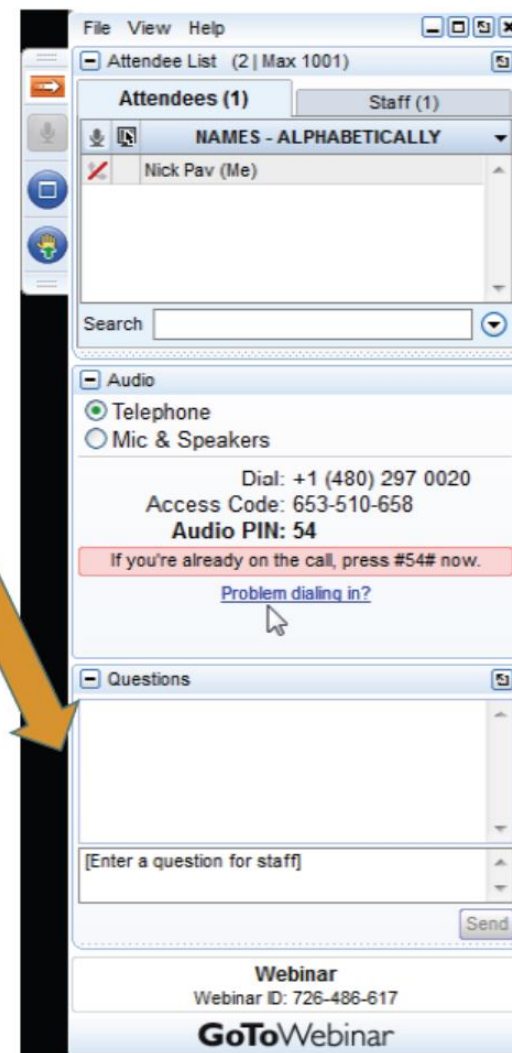 File View Help
Attendee List (2 | Max 1001)
Attendees (1) Staff (1)
NAMES - ALPHABETICALLY
Nick Pav (Me)
Search
Audio
Telephone
Mic & Speakers
Dial: +1 (480) 297 0020
Access Code: 653-510-658
Audio PIN: 54
If you're already on the call, press #54# now.
Problem dialing in?
Questions
[Enter a question for staff]
Send
Webinar
Webinar ID: 726-486-617
GoToWebinar